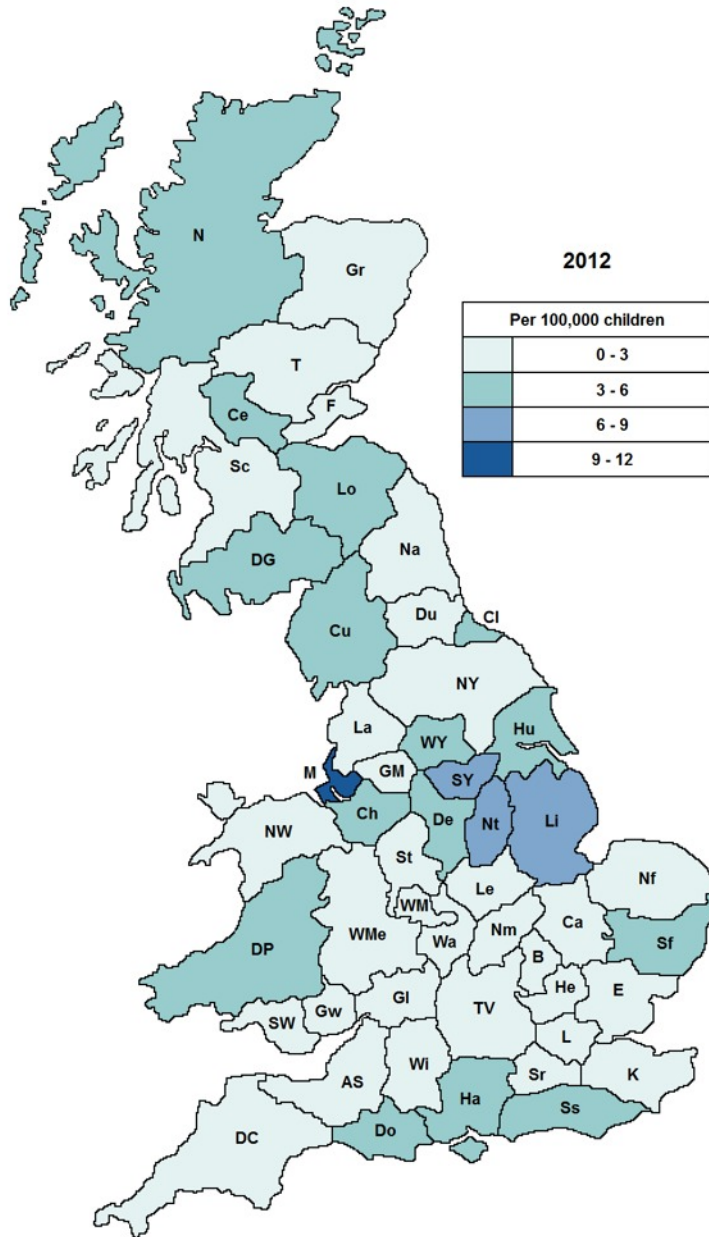 N
Gr
2012
Per 100,000 children
0 - 3
3 - 6
6 - 9
9 - 12
T
F
Ce
Sc
Lo
Na
DG
Du
Cl
Cu
NY
La
Hu
WY
M
GM
SY
Ch
De
Nt
Li
NW
St
Le
Nf
WM
WMe
Wa
Nm
Ca
Sf
DP
B
He
E
Gw
Gl
TV
SW
L
Wi
AS
Sr
K
Ha
Ss
Do
DC